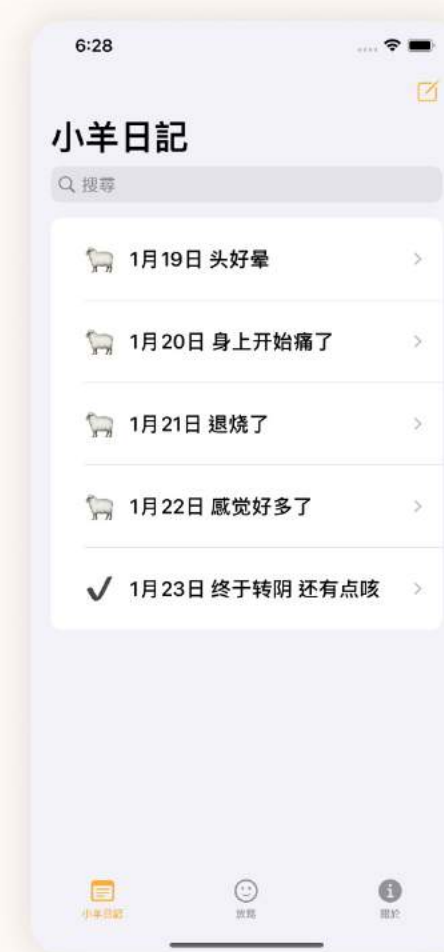 6:28
小羊日記
搜尋
1月19日 头好晕
1月20日 身上开始痛了
1月21日 退烧了
1月22日 感觉好多了
1月23日 终于转阴 还有点咳
小羊日記
關於